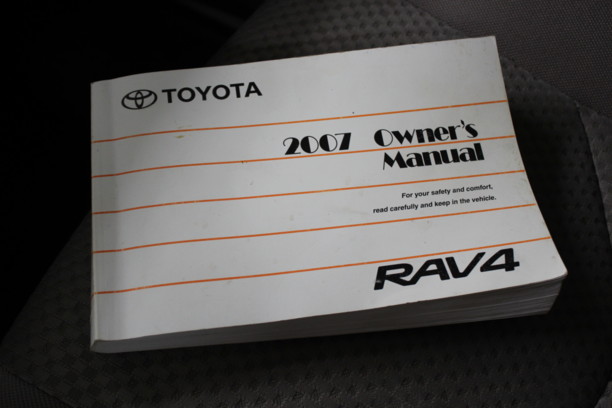 TOYOTA
2007 Owner's
Manual
For your safety and comfort,
read carefully and keep in the vehicle.
RAV4